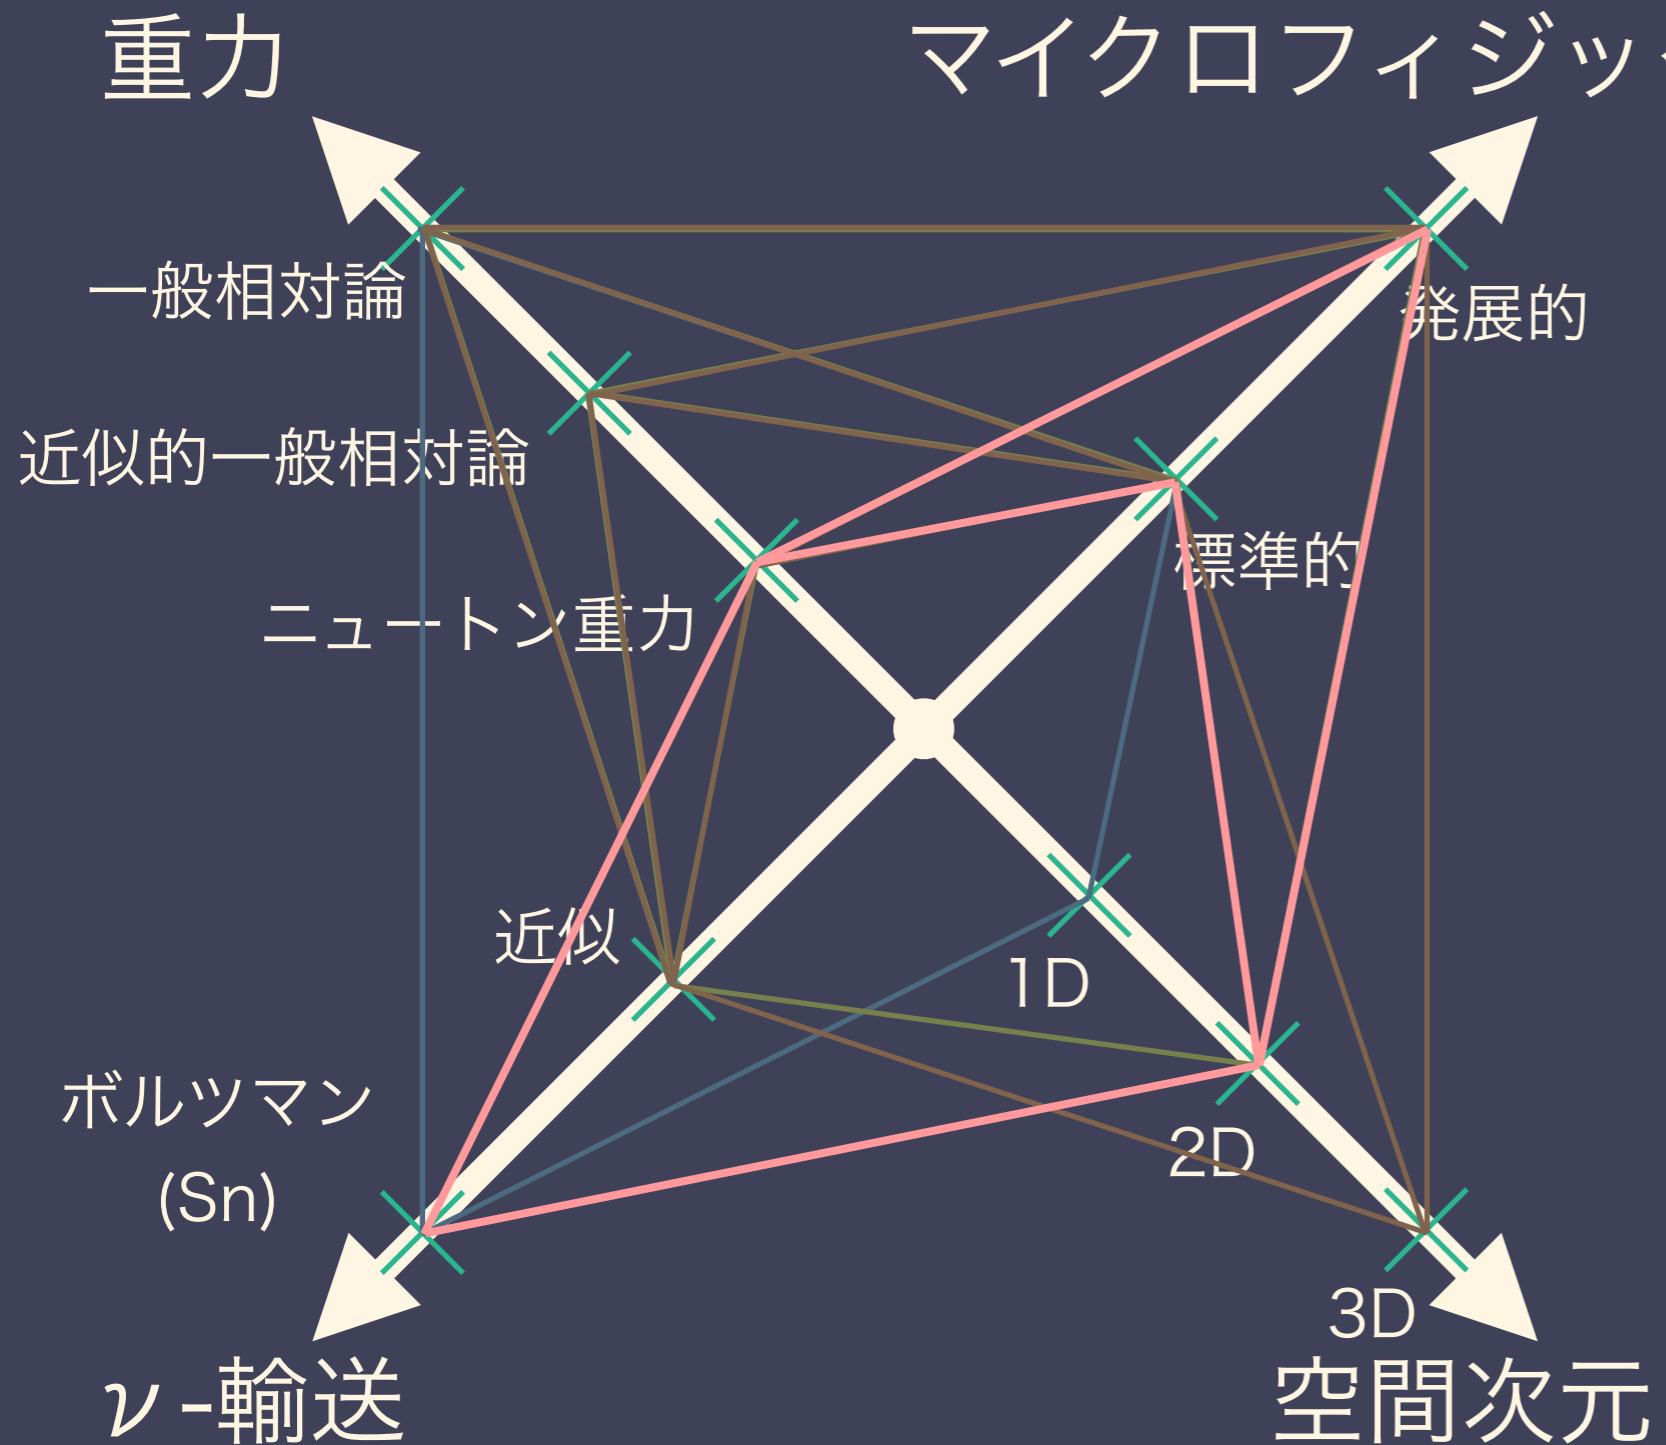 重力
マイクロフィジッ
一般相対論
発展的
近似的一般相対論
標準的
ニュートン重力
近似
1D
ボルツマン
(Sn)
2D
3D
ν-輸送
空間次元